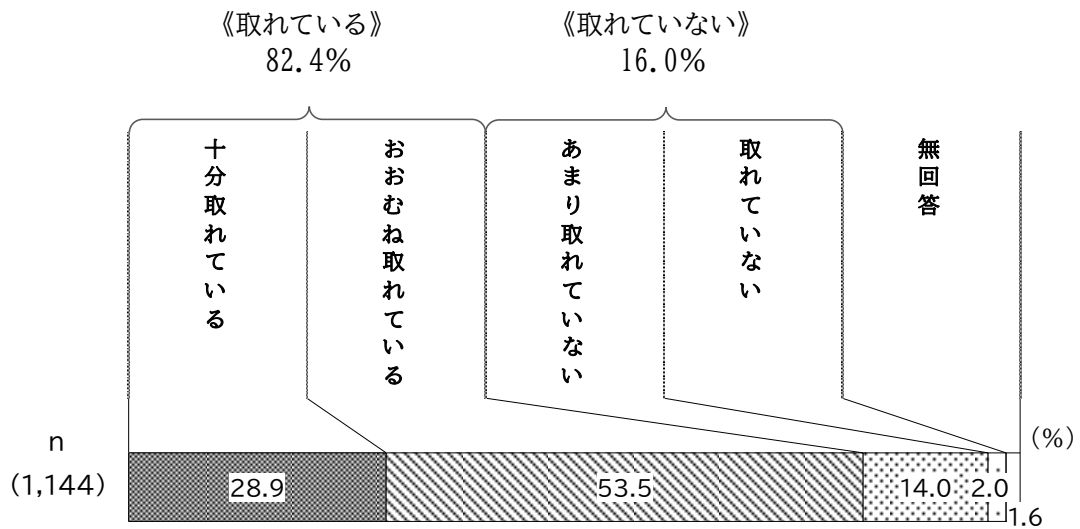 《取れている》
82.4%
《取れていない》
16.0%
十分取れている
おおむね取れている
あまり取れていない
取れていない
無回答
n
(%)
(1,144)
28.9
53.5
14.0
2.0
1.6